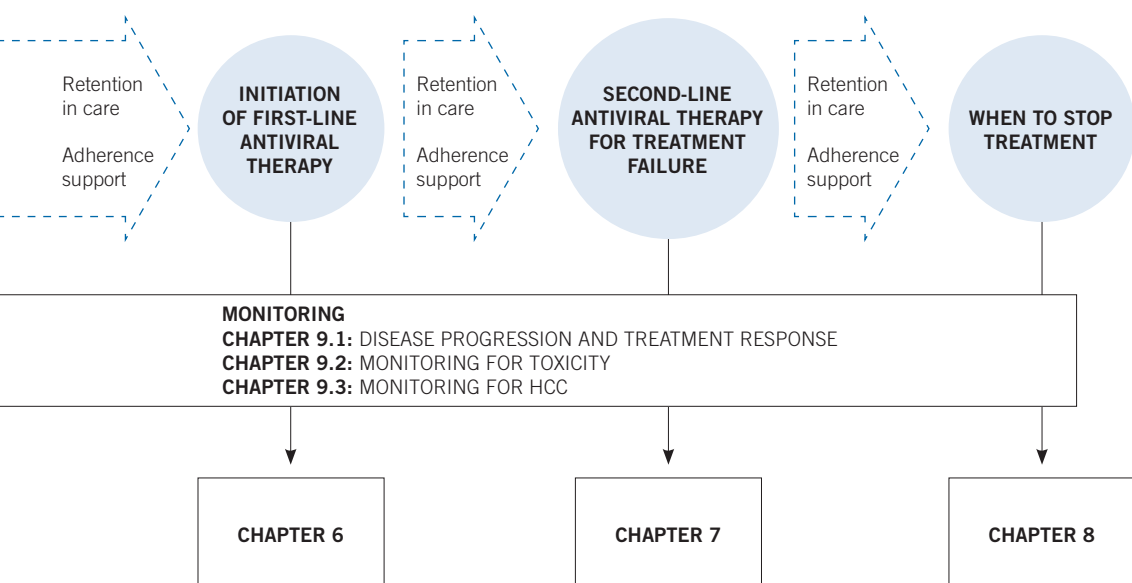 Retention
in care
Adherence
support
INITIATION
OF FIRST-LINE
ANTIVIRAL
THERAPY
Retention
in care
Adherence
support
SECOND-LINE
ANTIVIRAL THERAPY
FOR TREATMENT
FAILURE
Retention
in care
Adherence
support
WHEN TO STOP
TREATMENT
MONITORING
CHAPTER 9.1: DISEASE PROGRESSION AND TREATMENT RESPONSE
CHAPTER 9.2: MONITORING FOR TOXICITY
CHAPTER 9.3: MONITORING FOR HCC
CHAPTER 6
CHAPTER 7
CHAPTER 8